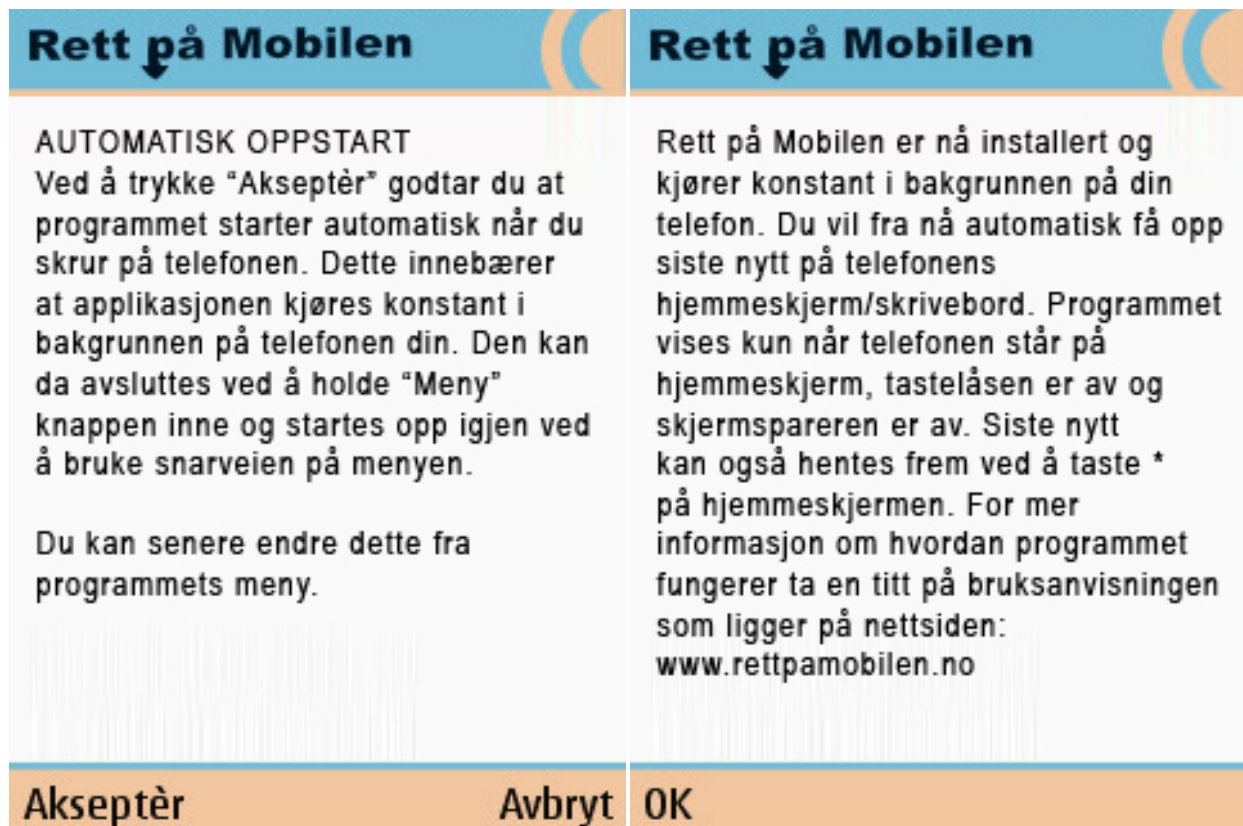 Rett på Mobilen
AUTOMATISK OPPSTART
Ved å trykke “Akseptèr” godtar du at
programmet starter automatisk når du
skrur på telefonen. Dette innebærer
at applikasjonen kjøres konstant i
bakgrunnen på telefonen din. Den kan
da avsluttes ved å holde “Meny”
knappen inne og startes opp igjen ved
å bruke snarveien på menyen.
Du kan senere endre dette fra
programmets meny.
Akseptèr
Avbryt
Rett på Mobilen
Rett på Mobilen er nå installert og
kjører konstant i bakgrunnen på din
telefon. Du vil fra nå automatisk få opp
siste nytt på telefonens
hjemmeskjerm/skrivebord. Programmet
vises kun når telefonen står på
hjemmeskjerm, tastelåsen er av og
skjermspareren er av. Siste nytt
kan også hentes frem ved å taste *
på hjemmeskjermen. For mer
informasjon om hvordan programmet
fungerer ta en titt på bruksanvisningen
som ligger på nettsiden:
www.rettpamobilen.no
OK